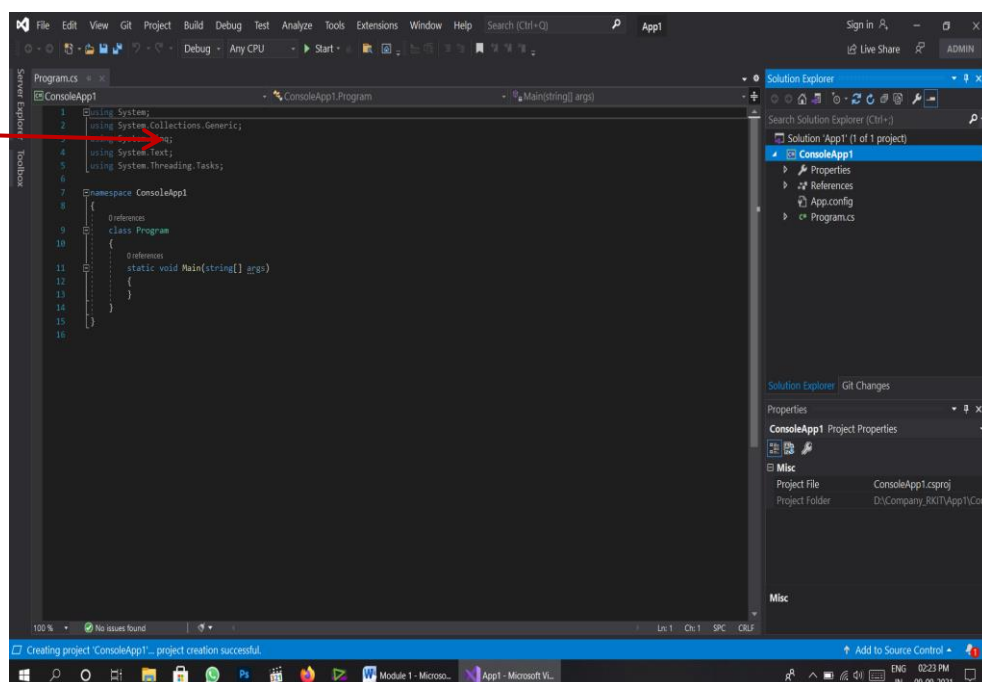 File Edit View Git Project Build Debug Test Analyze Tools Extensions Window Help Search (Ctrl+Q) App1 Sign in
Debug Any CPU Start Live Share ADMIN
Server Explorer
Toolbox
Program.cs
ConsoleApp1 ConsoleApp1.Program Main(string[] args)
1 using System;
2 using System.Collections.Generic;
3 using System.Linq;
4 using System.Text;
5 using System.Threading.Tasks;
6
7 namespace ConsoleApp1
8 {
0 references
9 class Program
10 {
0 references
11 static void Main(string[] args)
12 {
13 }
14 }
15 }
16
100 % No issues found Ln: 1 Ch: 1 SPC CRLF
Solution Explorer
Search Solution Explorer (Ctrl+;)
Solution 'App1' (1 of 1 project)
ConsoleApp1
Properties
References
App.config
C# Program.cs
Solution Explorer Git Changes
Properties
ConsoleApp1 Project Properties
Misc
Project File ConsoleApp1.csproj
Project Folder D:\Company_RKIT\App1\Co
Misc
Creating project 'ConsoleApp1'... project creation successful. Add to Source Control 1
Ps W Module 1 - Microso... App1 - Microsoft Vi... ENG 02:23 PM
IN